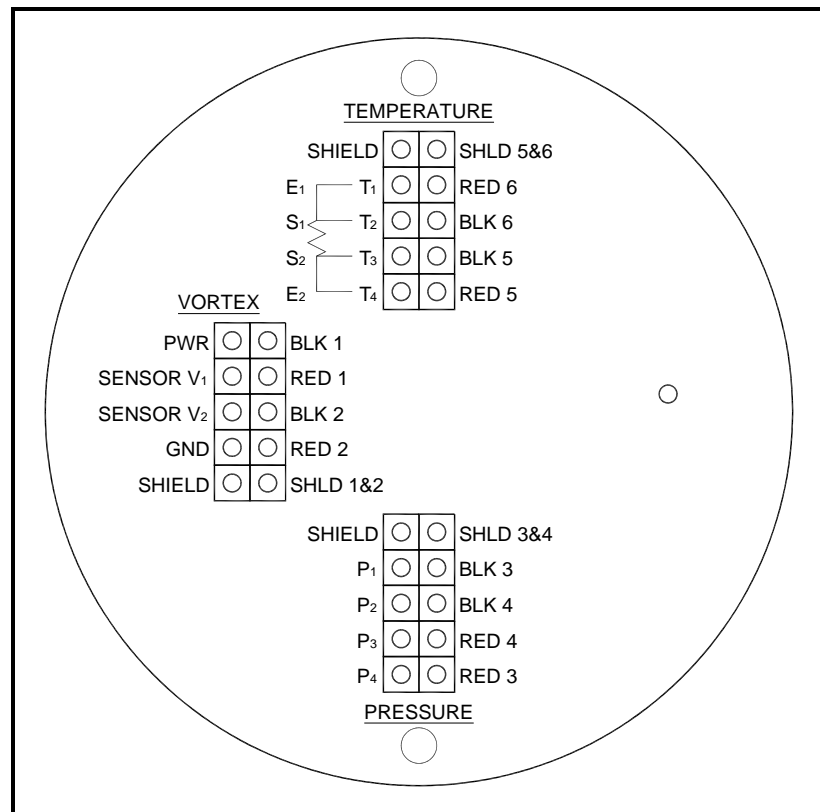 TEMPERATURE
SHIELD SHLD 5&6
E1 T1 RED 6
S1 T2 BLK 6
S2 T3 BLK 5
E2 T4 RED 5
VORTEX
PWR BLK 1
SENSOR V1 RED 1
SENSOR V2 BLK 2
GND RED 2
SHIELD SHLD 1&2
SHIELD SHLD 3&4
P1 BLK 3
P2 BLK 4
P3 RED 4
P4 RED 3
PRESSURE